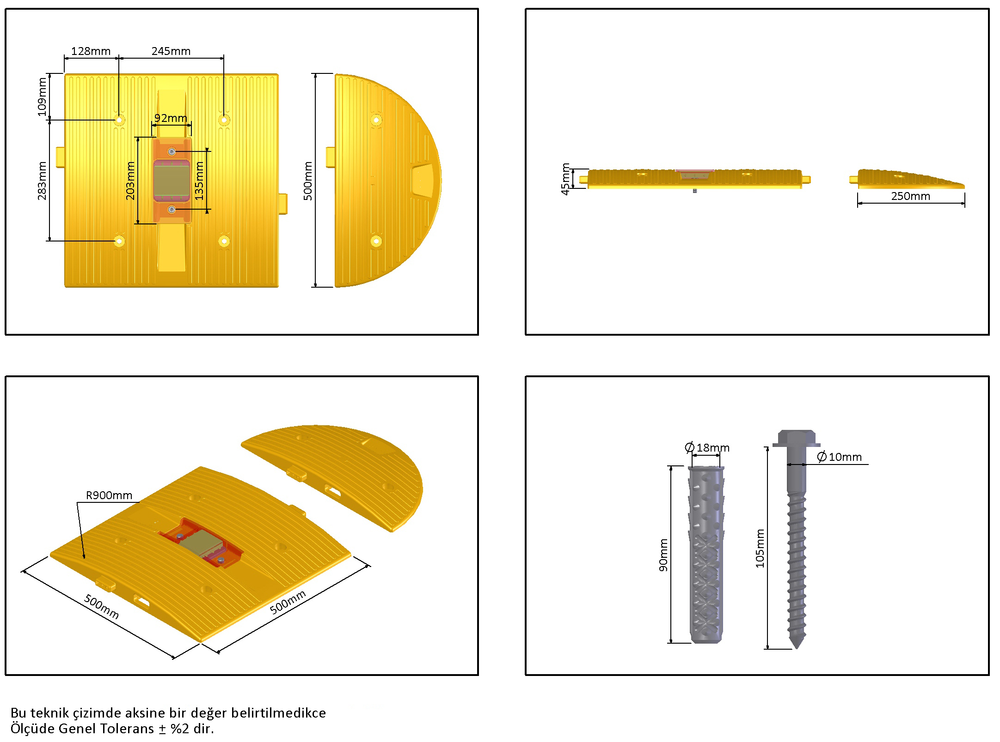 128mm
245mm
109mm
92mm
283mm
203mm
135mm
500mm
45mm
250mm
R900mm
500mm
500mm
Ø18mm
Ø10mm
90mm
105mm
Bu teknik çizimde aksine bir değer belirtilmedikce
Ölçüde Genel Tolerans ± %2 dir.